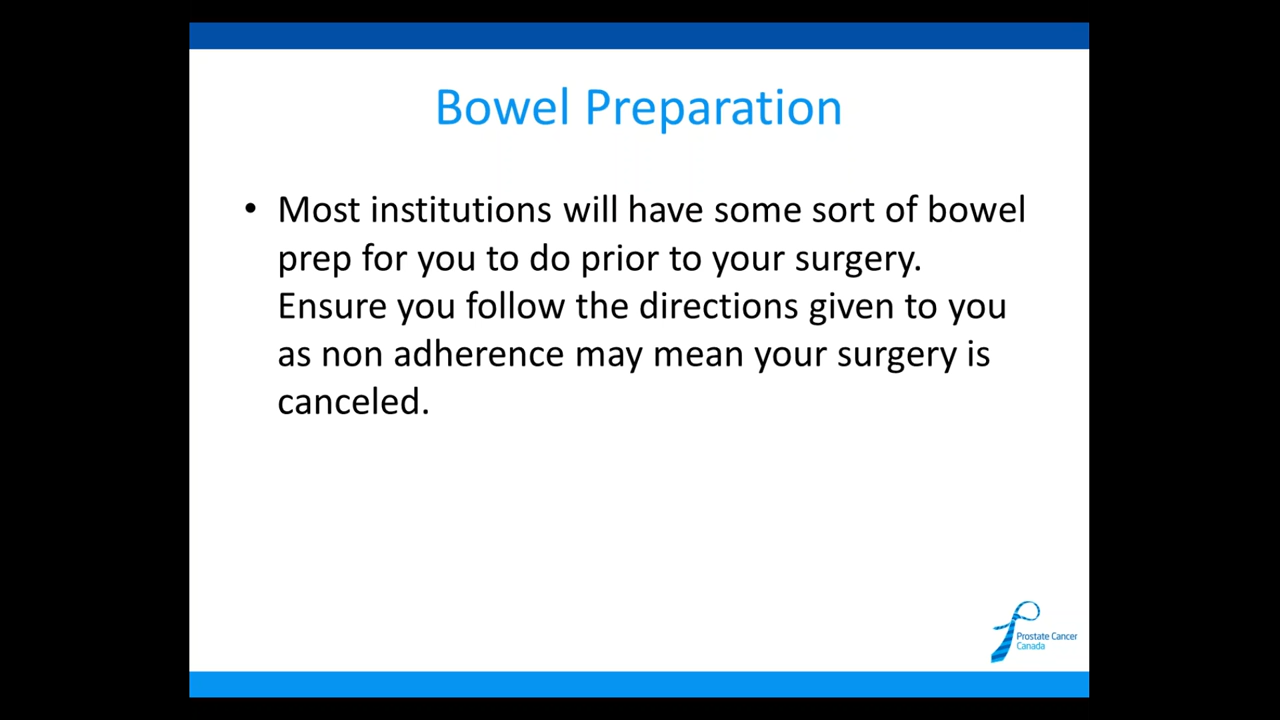 Bowel Preparation
• Most institutions will have some sort of bowel
prep for you to do prior to your surgery.
Ensure you follow the directions given to you
as non adherence may mean your surgery is
canceled.
Prostate Cancer
Canada